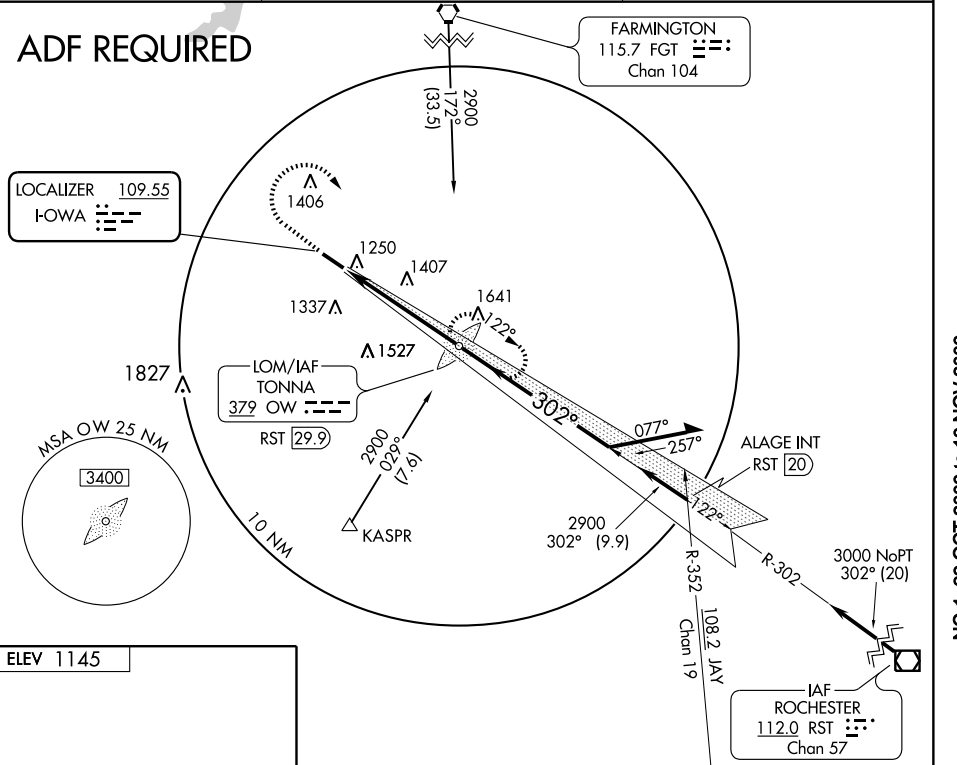 ADF REQUIRED
FARMINGTON
115.7 FGT
Chan 104
2900
172°
(33.5)
LOCALIZER 109.55
I-OWA
1406
1250
1407
1337
1641
122°
1527
1827
LOM/IAF
TONNA
379 OW
RST 29.9
302°
077°
257°
ALAGE INT
RST 20
MSA OW 25 NM
3400
2900
029°
(7.6)
KASPR
10 NM
2900
302° (9.9)
122°
R-302
3000 NoPT
302° (20)
R-352
108.2 JAY
Chan 19
IAF
ROCHESTER
112.0 RST
Chan 57
ELEV 1145